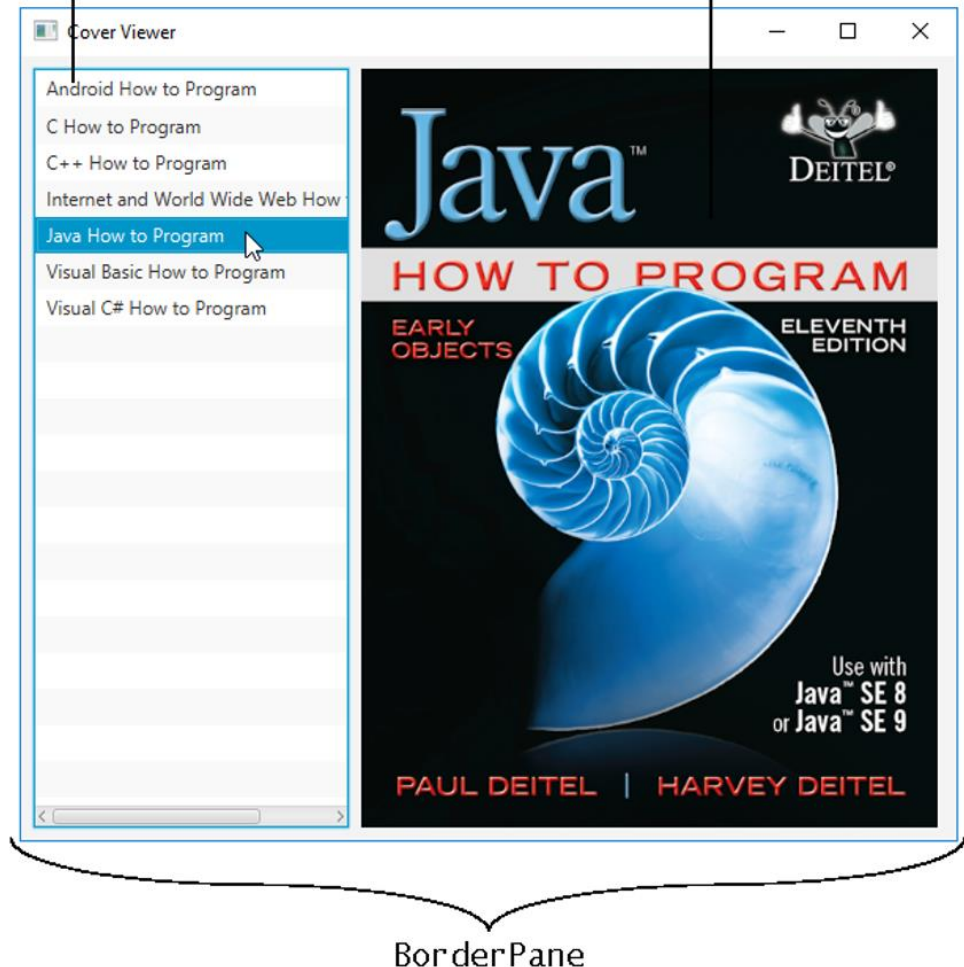 Cover Viewer
Android How to Program
C How to Program
C++ How to Program
Internet and World Wide Web How
Java How to Program
Visual Basic How to Program
Visual C# How to Program
Java™
DEITEL®
HOW TO PROGRAM
EARLY
OBJECTS
ELEVENTH
EDITION
Use with
Java™ SE 8
or Java™ SE 9
PAUL DEITEL | HARVEY DEITEL
BorderPane